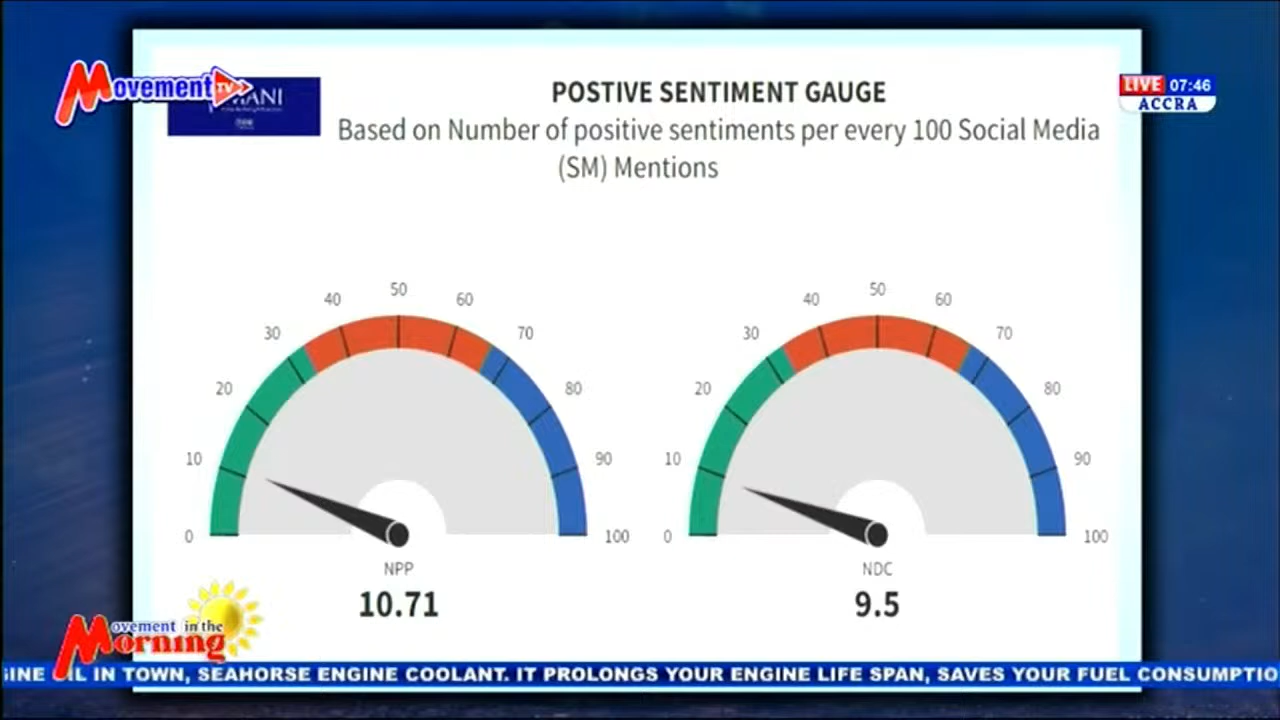 Movement TV
LIVE 07:46
ACCRA
POSTIVE SENTIMENT GAUGE
Based on Number of positive sentiments per every 100 Social Media
(SM) Mentions
0 10 20 30 40 50 60 70 80 90 100
NPP
10.71
0 10 20 30 40 50 60 70 80 90 100
NDC
9.5
Movement in the
Morning
IN TOWN, SEAHORSE ENGINE COOLANT. IT PROLONGS YOUR ENGINE LIFE SPAN, SAVES YOUR FUEL CONSUMPTIO